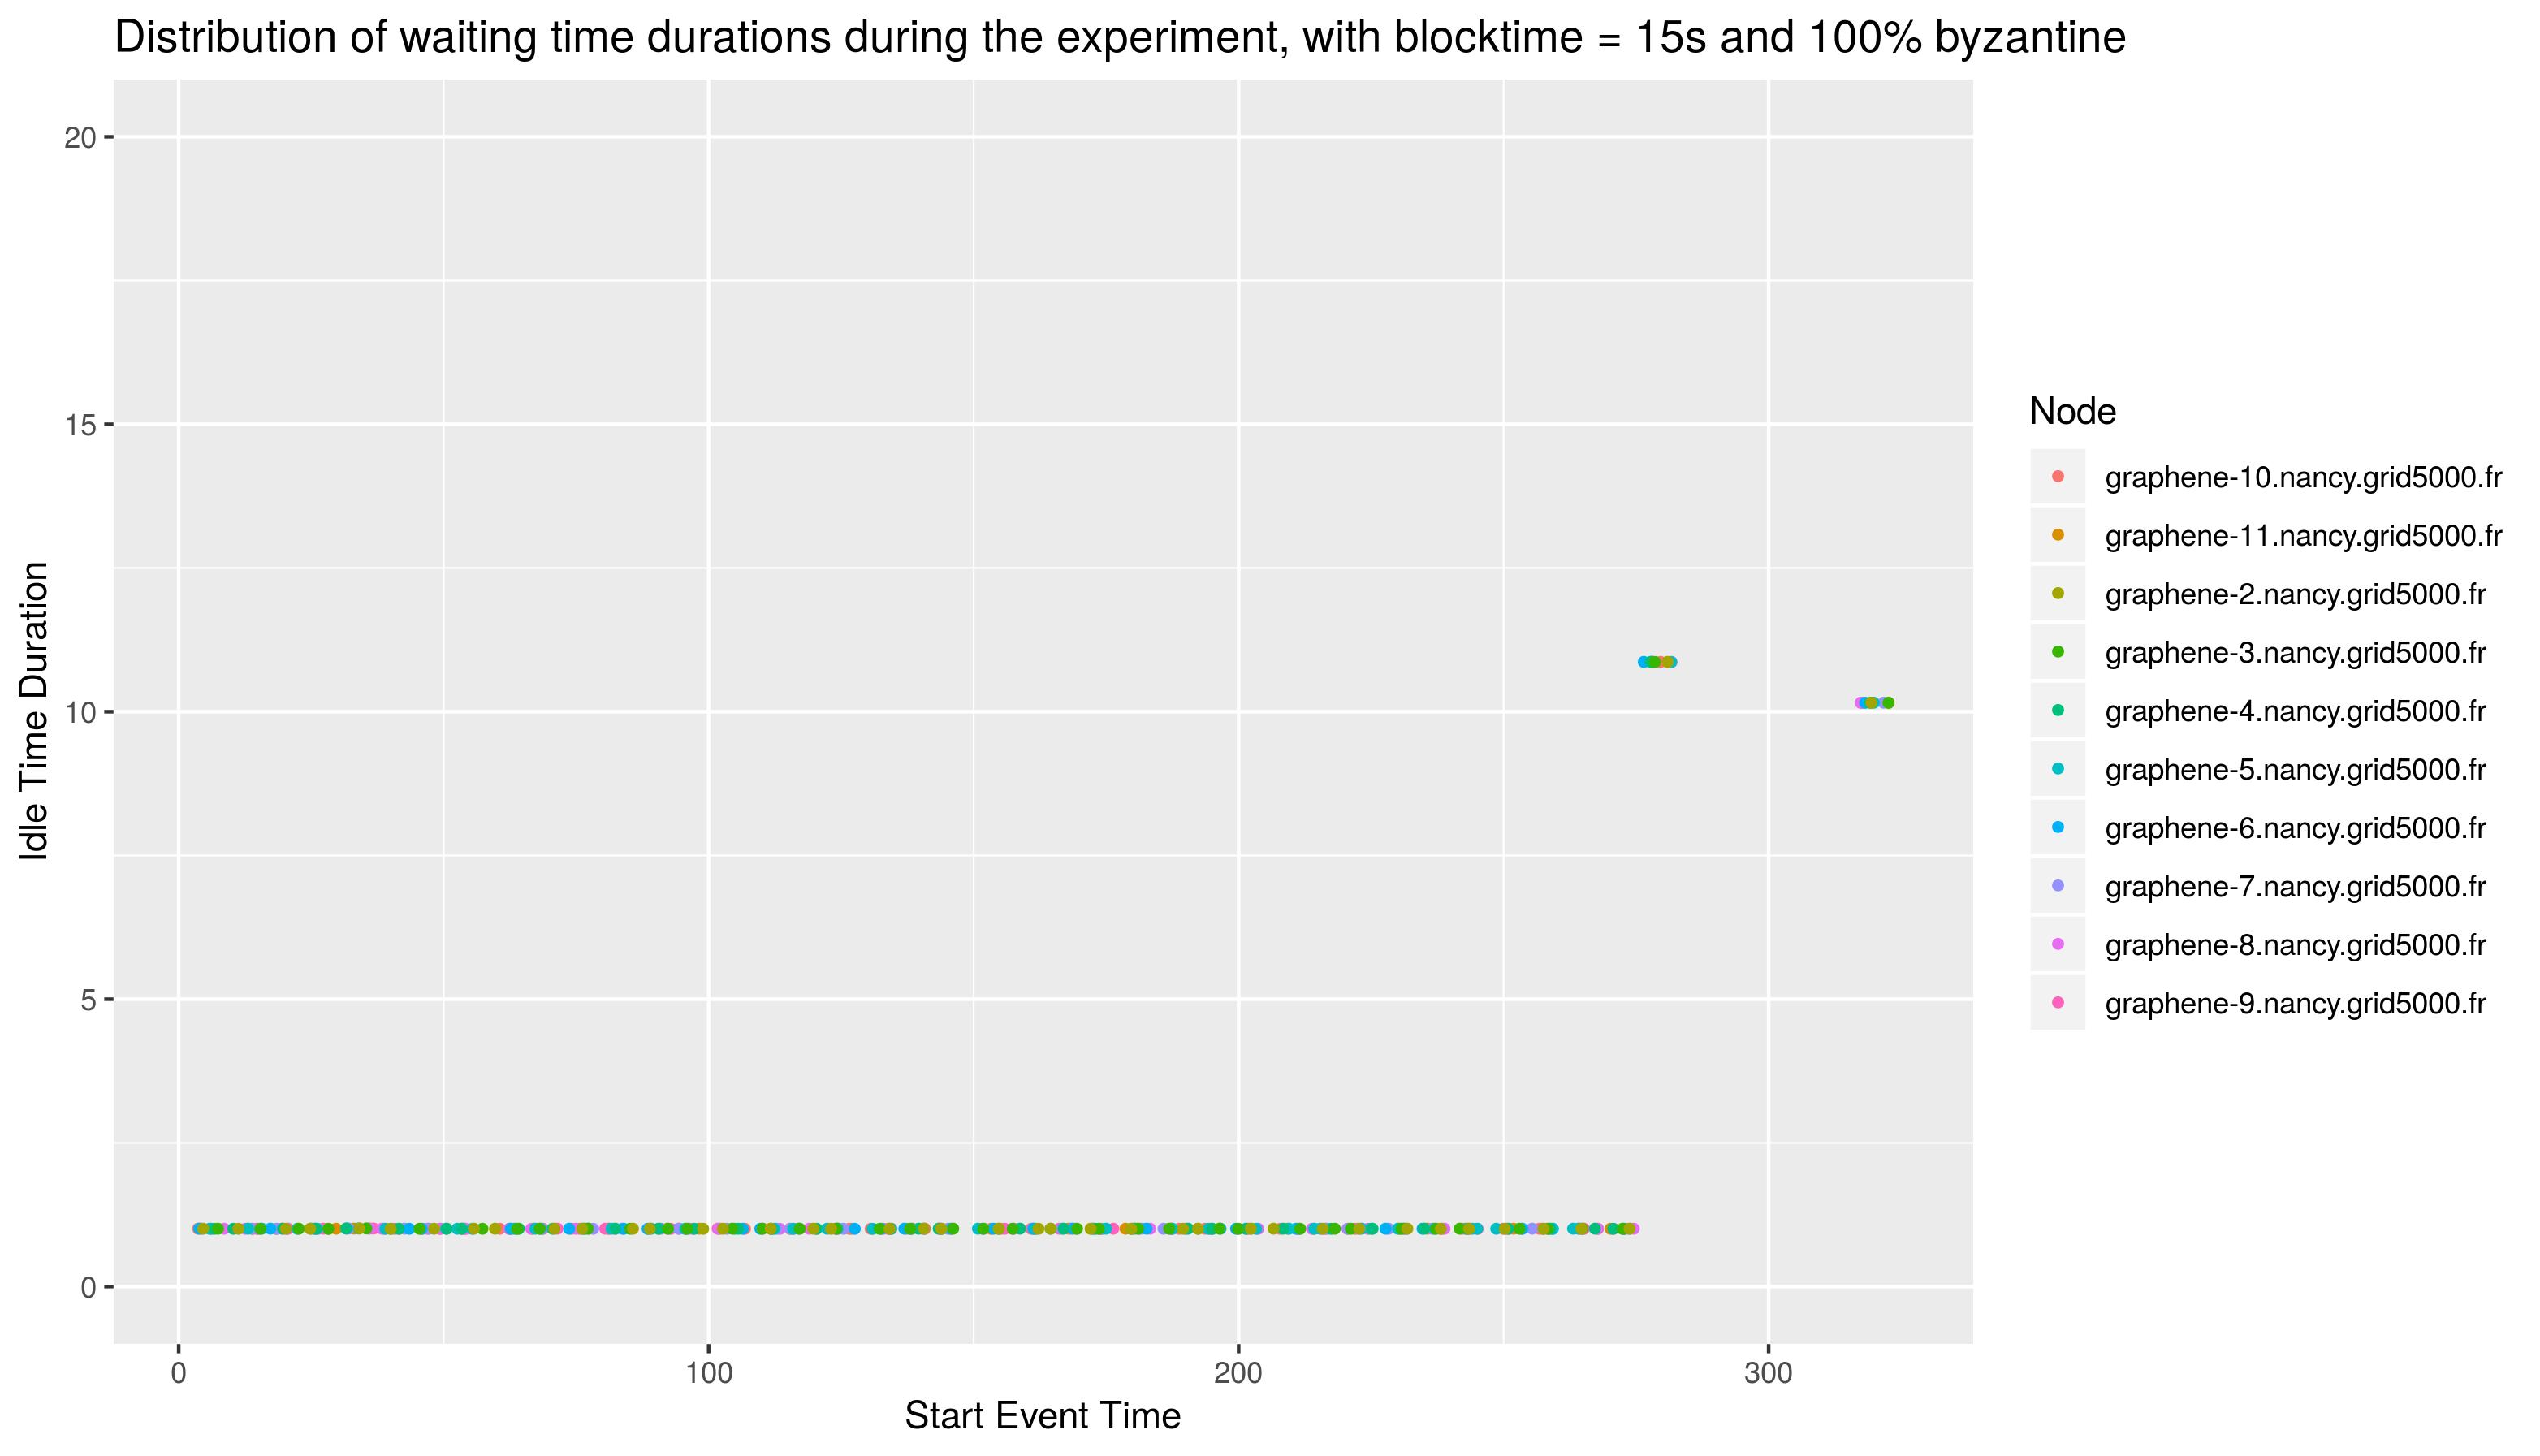 Distribution of waiting time durations during the experiment, with blocktime = 15s and 100% byzantine
20
15
10
5
0
Idle Time Duration
0 100 200 300
Start Event Time
Node
graphene-10.nancy.grid5000.fr
graphene-11.nancy.grid5000.fr
graphene-2.nancy.grid5000.fr
graphene-3.nancy.grid5000.fr
graphene-4.nancy.grid5000.fr
graphene-5.nancy.grid5000.fr
graphene-6.nancy.grid5000.fr
graphene-7.nancy.grid5000.fr
graphene-8.nancy.grid5000.fr
graphene-9.nancy.grid5000.fr